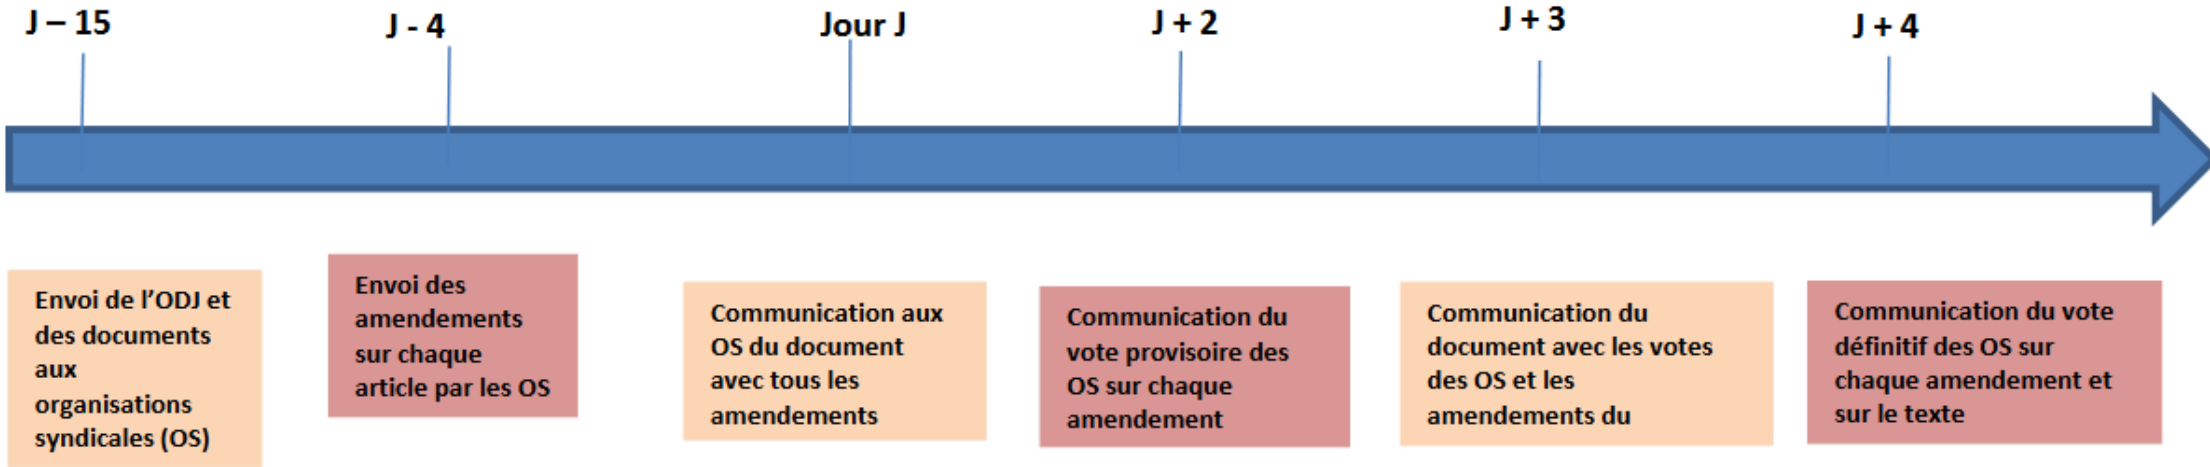 J – 15
J - 4
Jour J
J + 2
J + 3
J + 4
Envoi de l’ODJ et
des documents
aux
organisations
syndicales (OS)
Envoi des
amendements
sur chaque
article par les OS
Communication aux
OS du document
avec tous les
amendements
Communication du
vote provisoire des
OS sur chaque
amendement
Communication du
document avec les votes
des OS et les
amendements du
Communication du vote
définitif des OS sur
chaque amendement et
sur le texte